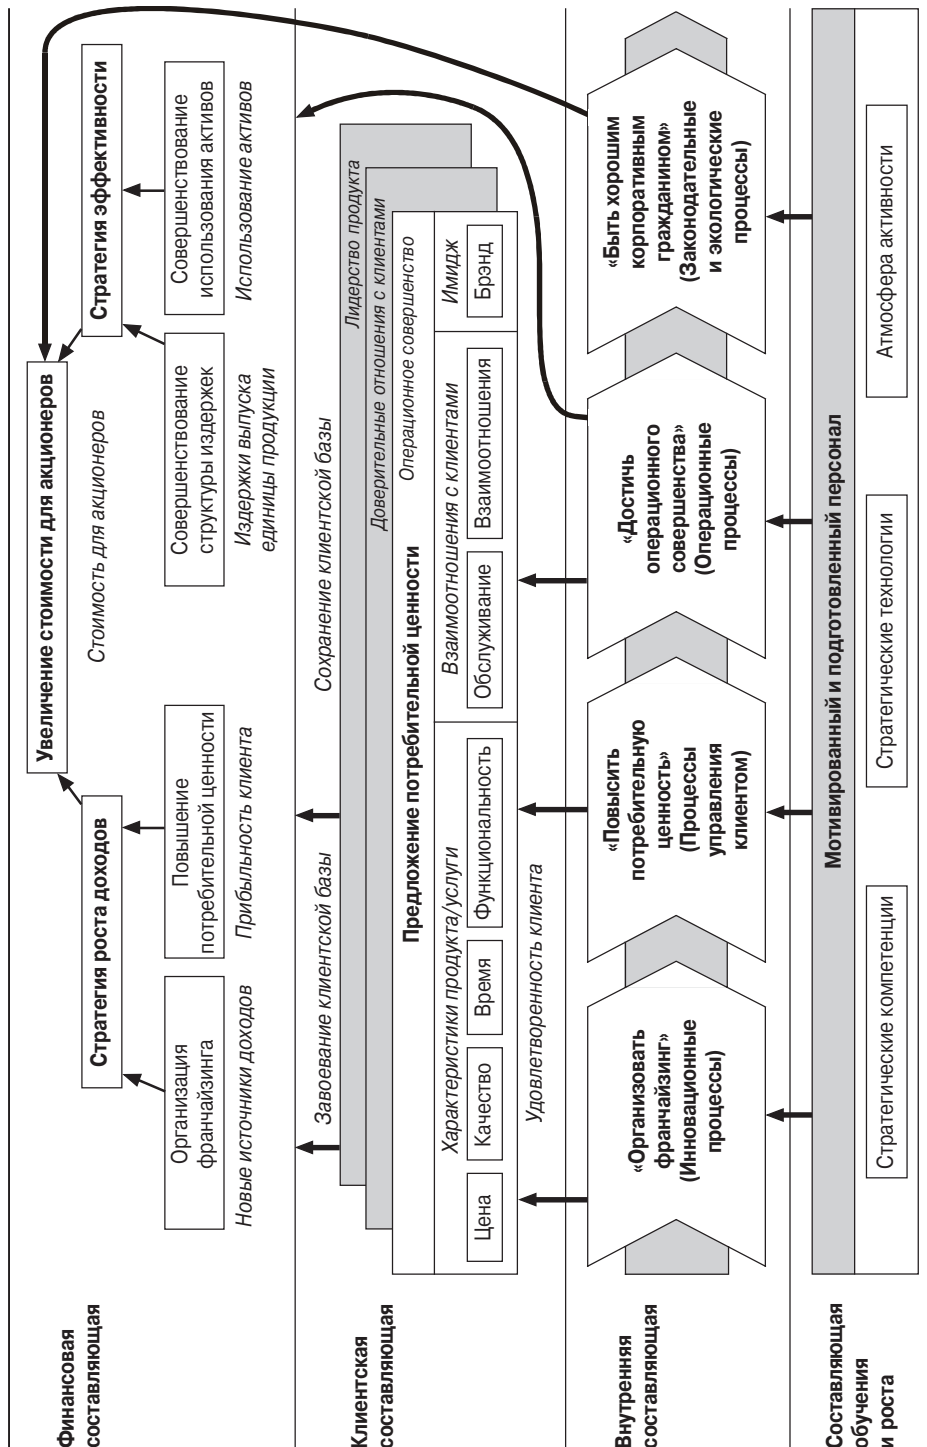 Финансовая
составляющая
Увеличение стоимости для акционеров
Стоимость для акционеров
Стратегия роста доходов
Стратегия эффективности
Организация
франчайзинга
Новые источники доходов
Повышение
потребительной ценности
Прибыльность клиента
Совершенствование
структуры издержек
Издержки выпуска
единицы продукции
Совершенствование
использования активов
Использование активов
Клиентская
составляющая
Завоевание клиентской базы
Сохранение клиентской базы
Лидерство продукта
Доверительные отношения с клиентами
Предложение потребительной ценности
Операционное совершенство
Характеристики продукта/услуги
Взаимоотношения с клиентами
Имидж
Цена
Качество
Время
Функциональность
Обслуживание
Взаимоотношения
Брэнд
Удовлетворенность клиента
Внутренняя
составляющая
«Организовать
франчайзинг»
(Инновационные
процессы)
«Повысить
потребительную
ценность»
(Процессы
управления
клиентом)
«Достичь
операционного
совершенства»
(Операционные
процессы)
«Быть хорошим
корпоративным
гражданином»
(Законодательные
и экологические
процессы)
Составляющая
обучения
и роста
Мотивированный и подготовленный персонал
Стратегические компетенции
Стратегические технологии
Атмосфера активности